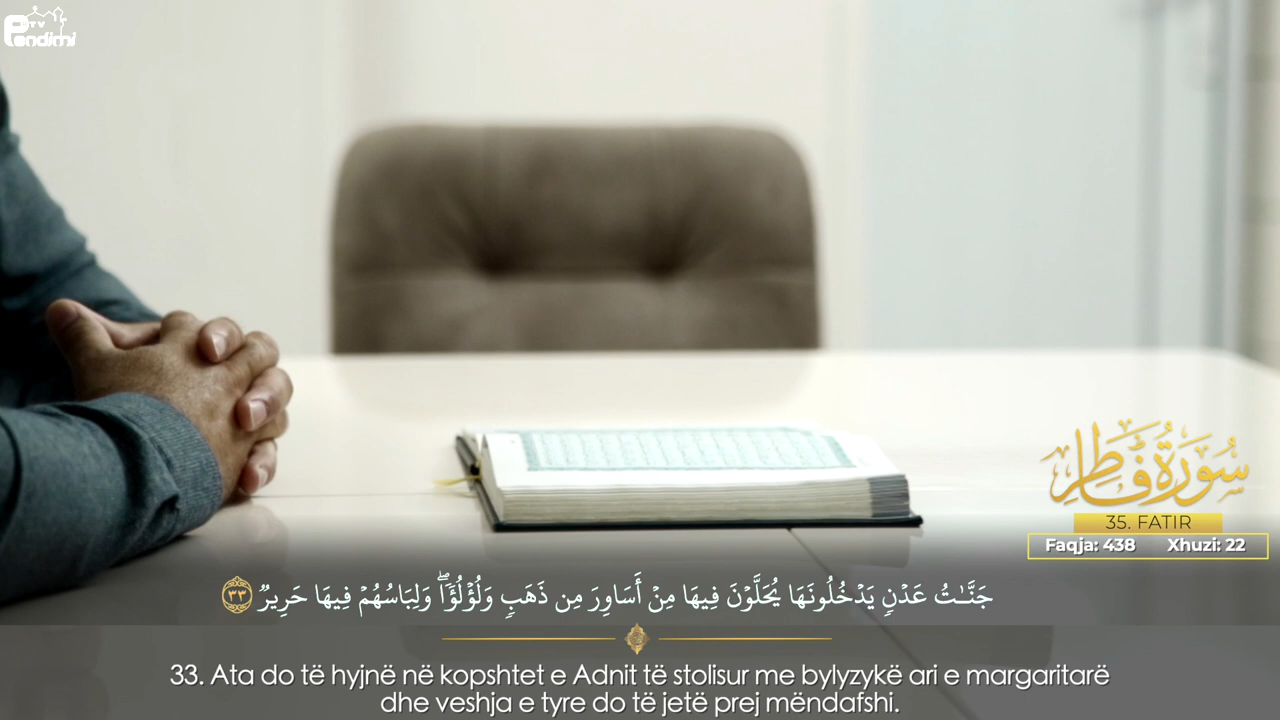 TV
Pendimi
سُورَةُ فَاطِرٍ
35. FATIR
Faqja: 438 Xhuzi: 22
جَنَّـٰتُ عَدۡنٖ يَدۡخُلُونَهَا يُحَلَّوۡنَ فِيهَا مِنۡ أَسَاوِرَ مِن ذَهَبٖ وَلُؤۡلُؤٗاۖ وَلِبَاسُهُمۡ فِيهَا حَرِيرٞ ٣٣
33. Ata do të hyjnë në kopshtet e Adnit të stolisur me bylyzykë ari e margaritarë
dhe veshja e tyre do të jetë prej mëndafshi.